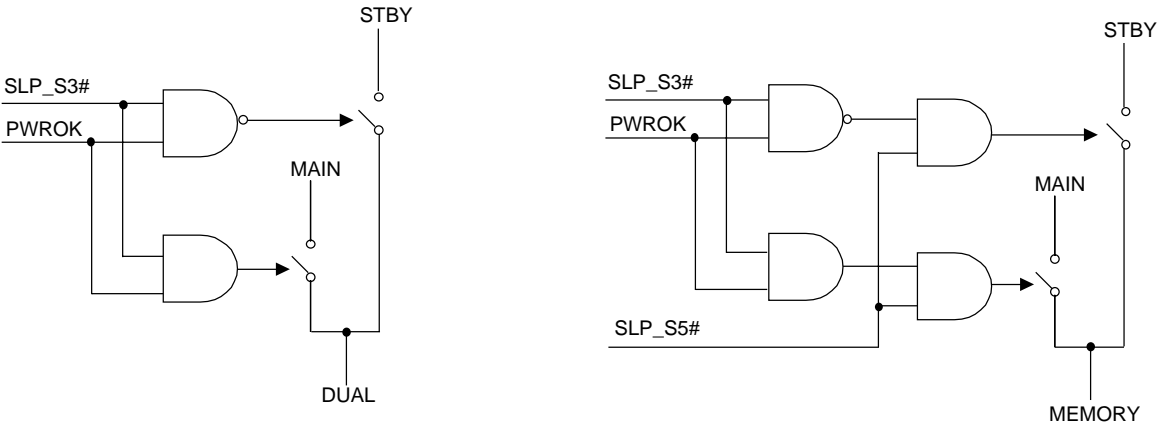 STBY
SLP_S3#
PWROK
MAIN
DUAL
STBY
SLP_S3#
PWROK
MAIN
SLP_S5#
MEMORY